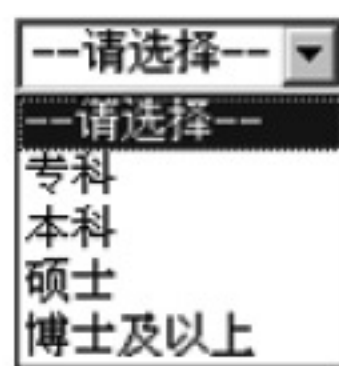 --请选择--
--请选择--
专科
本科
硕士
博士及以上